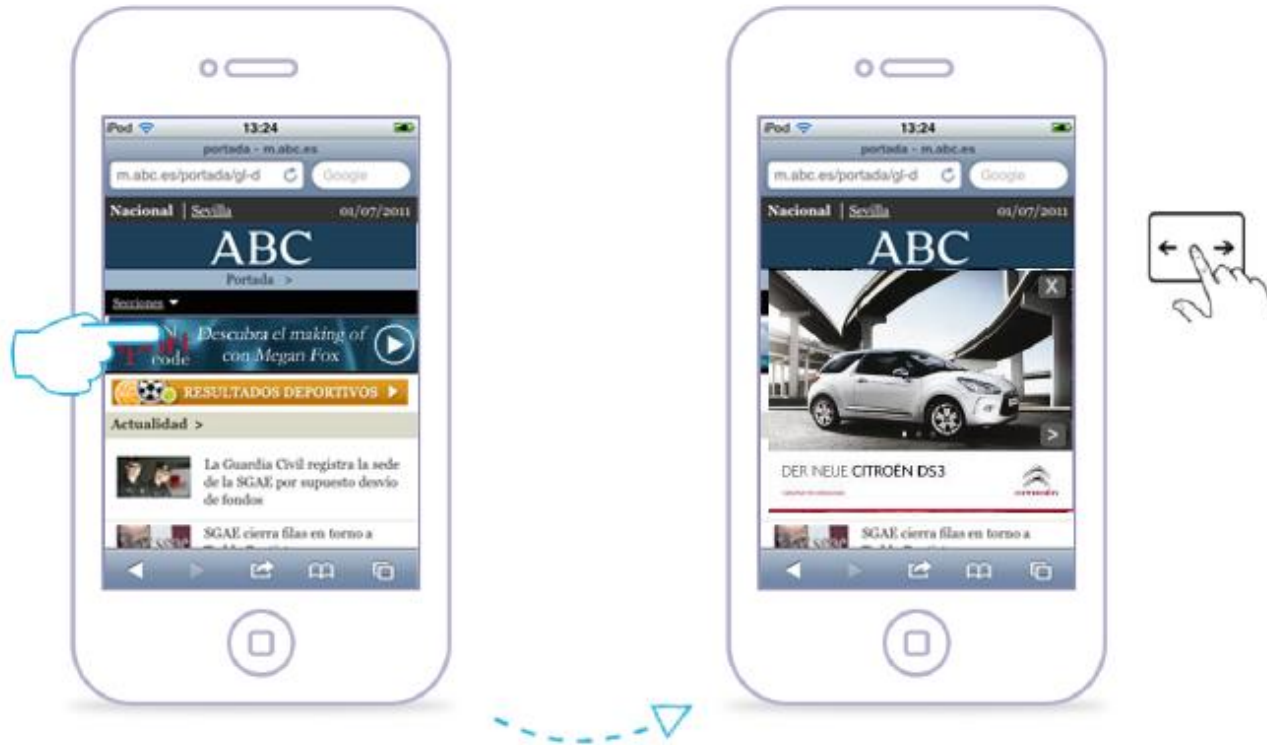 iPod 13:24
portada - m.abc.es
m.abc.es/portada/gl-d Google
Nacional | Sevilla 01/07/2011
ABC
Portada >
Secciones
code
Descubra el making of
con Megan Fox
RESULTADOS DEPORTIVOS
Actualidad >
La Guardia Civil registra la sede
de la SGAE por supuesto desvío
de fondos
SGAE cierra filas en torno a
iPod 13:24
portada - m.abc.es
m.abc.es/portada/gl-d Google
Nacional | Sevilla 01/07/2011
ABC
X
>
DER NEUE CITROËN DS3
CITROËN
SGAE cierra filas en torno a